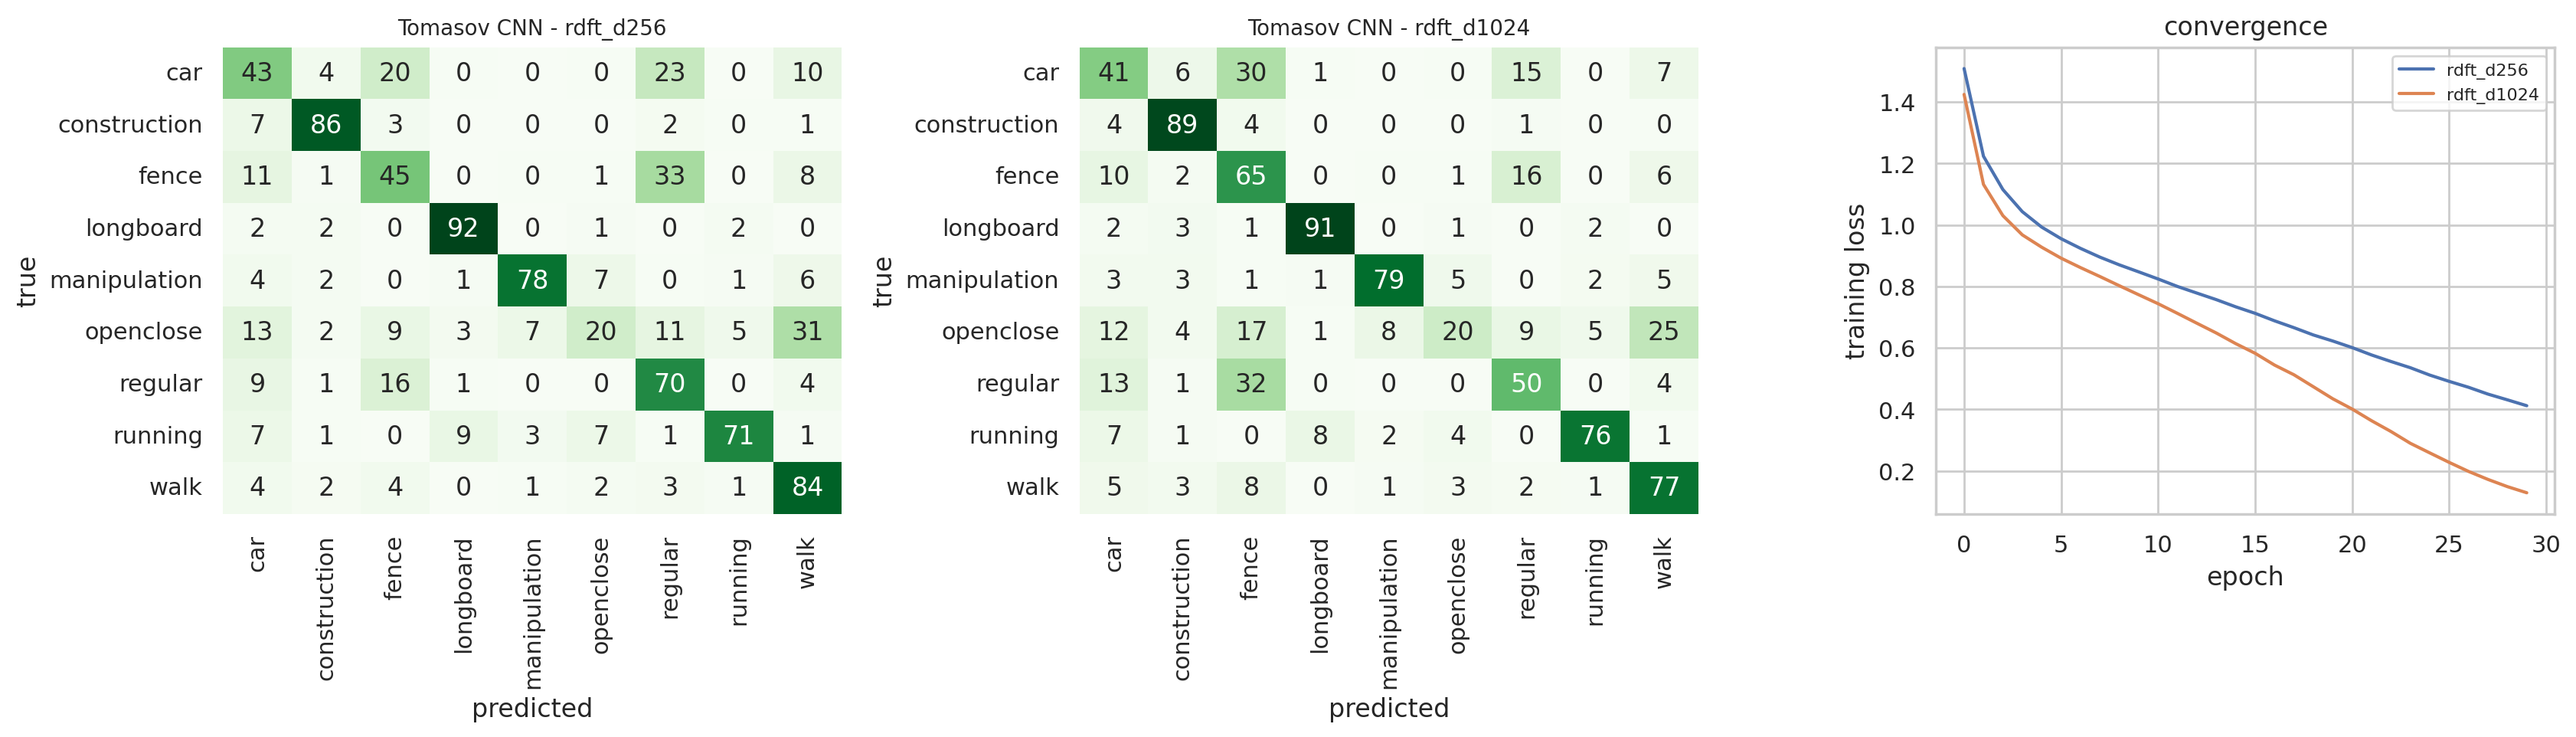 Tomasov CNN - rdft_d256
true
car 43 4 20 0 0 0 23 0 10
construction 7 86 3 0 0 0 2 0 1
fence 11 1 45 0 0 1 33 0 8
longboard 2 2 0 92 0 1 0 2 0
manipulation 4 2 0 1 78 7 0 1 6
openclose 13 2 9 3 7 20 11 5 31
regular 9 1 16 1 0 0 70 0 4
running 7 1 0 9 3 7 1 71 1
walk 4 2 4 0 1 2 3 1 84
car construction fence longboard manipulation openclose regular running walk
predicted
Tomasov CNN - rdft_d1024
true
car 41 6 30 1 0 0 15 0 7
construction 4 89 4 0 0 0 1 0 0
fence 10 2 65 0 0 1 16 0 6
longboard 2 3 1 91 0 1 0 2 0
manipulation 3 3 1 1 79 5 0 2 5
openclose 12 4 17 1 8 20 9 5 25
regular 13 1 32 0 0 0 50 0 4
running 7 1 0 8 2 4 0 76 1
walk 5 3 8 0 1 3 2 1 77
car construction fence longboard manipulation openclose regular running walk
predicted
convergence
rdft_d256
rdft_d1024
training loss
1.4
1.2
1.0
0.8
0.6
0.4
0.2
0 5 10 15 20 25 30
epoch